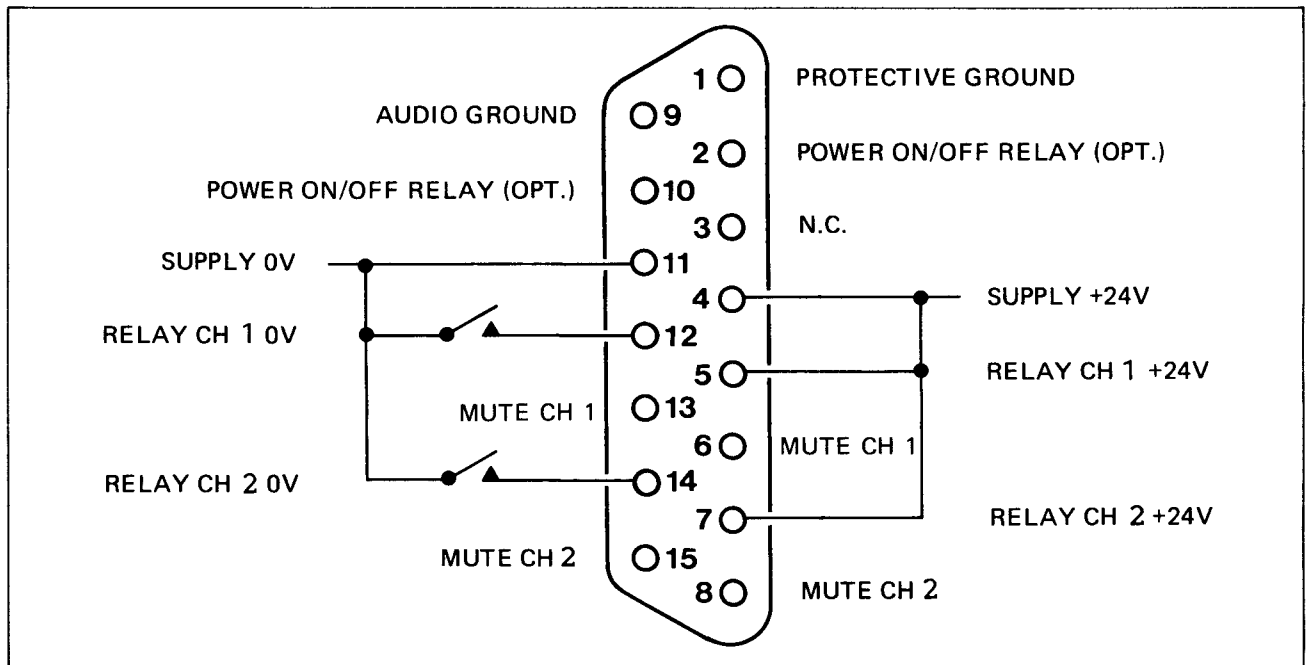 1 PROTECTIVE GROUND
AUDIO GROUND 9
2 POWER ON/OFF RELAY (OPT.)
POWER ON/OFF RELAY (OPT.) 10
3 N.C.
SUPPLY 0V 11
4 SUPPLY +24V
RELAY CH 1 0V 12
5 RELAY CH 1 +24V
MUTE CH 1 13
6 MUTE CH 1
RELAY CH 2 0V 14
7 RELAY CH 2 +24V
MUTE CH 2 15
8 MUTE CH 2